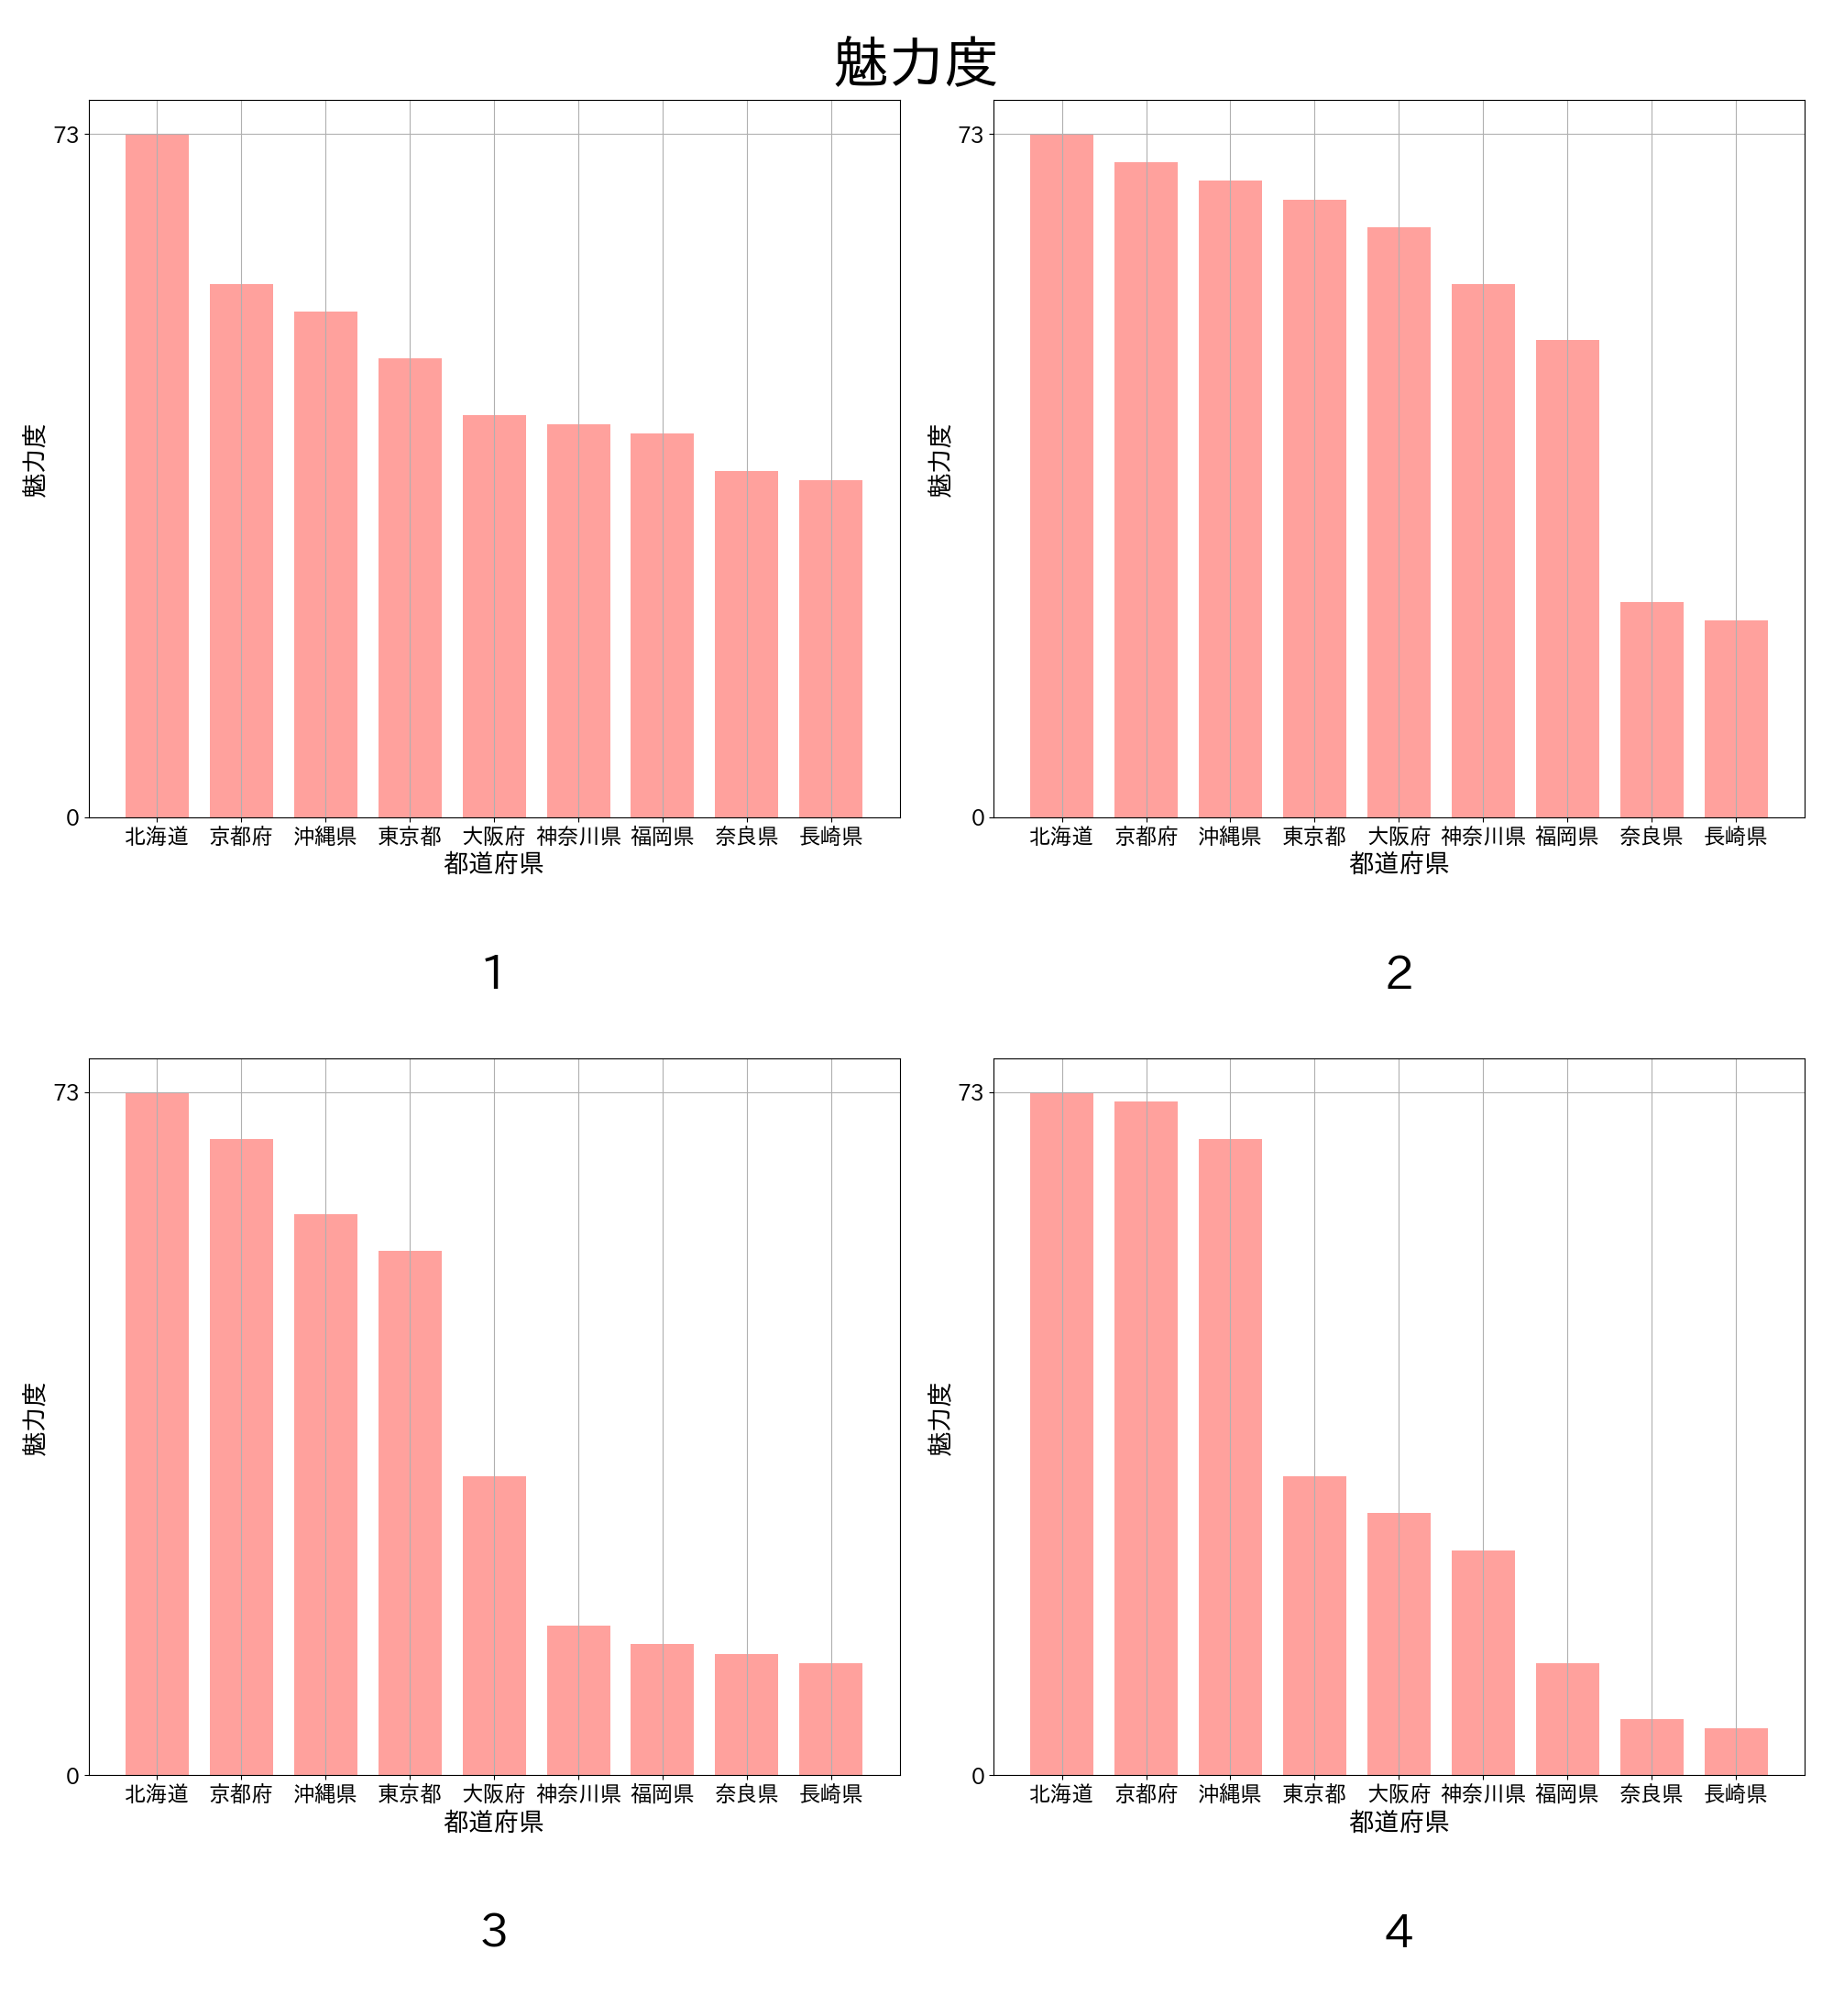 魅力度
73
0
魅力度
北海道 京都府 沖縄県 東京都 大阪府 神奈川県 福岡県 奈良県 長崎県
都道府県
1
73
0
魅力度
北海道 京都府 沖縄県 東京都 大阪府 神奈川県 福岡県 奈良県 長崎県
都道府県
2
73
0
魅力度
北海道 京都府 沖縄県 東京都 大阪府 神奈川県 福岡県 奈良県 長崎県
都道府県
3
73
0
魅力度
北海道 京都府 沖縄県 東京都 大阪府 神奈川県 福岡県 奈良県 長崎県
都道府県
4